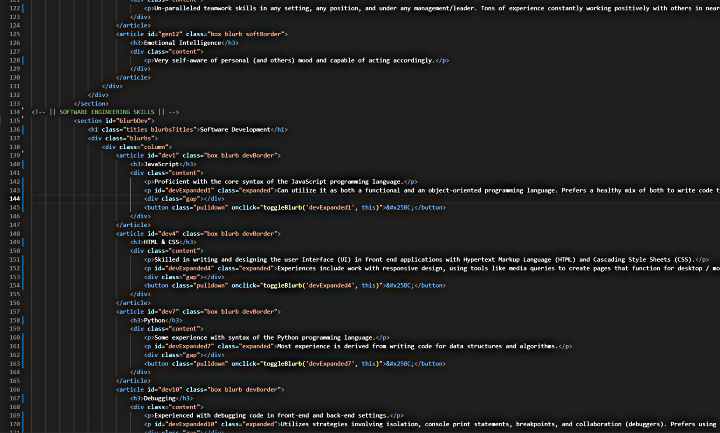 122 <p>Un-paralleled teamwork skills in any setting, any position, and under any management/leader. Tons of experience constantly working positively with others in near
123 </div>
124 </article>
125 <article id="gen12" class="box blurb softBorder">
126 <h3>Emotional Intelligence</h3>
127 <div class="content">
128 <p>Very self-aware of personal (and others) mood and capable of acting accordingly.</p>
129 </div>
130 </article>
131 </div>
132 </div>
133 </section>
134 <!-- || SOFTWARE ENGINEERING SKILLS || -->
135 <section id="blurbDev">
136 <h1 class="titles blurbsTitles">Software Development</h1>
137 <div class="blurbs">
138 <div class="column">
139 <article id="dev1" class="box blurb devBorder">
140 <h3>JavaScript</h3>
141 <div class="content">
142 <p>Proficient with the core syntax of the JavaScript programming language.</p>
143 <p id="devExpanded1" class="expanded">Can utilize it as both a functional and an object-oriented programming language. Prefers a healthy mix of both to write code t
144 <div class="gap"></div>
145 <button class="pulldown" onclick="toggleBlurb('devExpanded1', this)">&#x25BC;</button>
146 </div>
147 </article>
148 <article id="dev4" class="box blurb devBorder">
149 <h3>HTML & CSS</h3>
150 <div class="content">
151 <p>Skilled in writing and designing the user Interface (UI) in front end applications with Hypertext Markup Language (HTML) and Cascading Style Sheets (CSS).</p>
152 <p id="devExpanded4" class="expanded">Experiences include work with responsive design, using tools like media queries to create pages that function for desktop / mo
153 <div class="gap"></div>
154 <button class="pulldown" onclick="toggleBlurb('devExpanded4', this)">&#x25BC;</button>
155 </div>
156 </article>
157 <article id="dev7" class="box blurb devBorder">
158 <h3>Python</h3>
159 <div class="content">
160 <p>Some experience with syntax of the Python programming language.</p>
161 <p id="devExpanded7" class="expanded">Most experience is derived from writing code for data structures and algorithms.</p>
162 <div class="gap"></div>
163 <button class="pulldown" onclick="toggleBlurb('devExpanded7', this)">&#x25BC;</button>
164 </div>
165 </article>
166 <article id="dev10" class="box blurb devBorder">
167 <h3>Debugging</h3>
168 <div class="content">
169 <p>Experienced with debugging code in front-end and back-end settings.</p>
170 <p id="devExpanded10" class="expanded">Utilizes strategies involving isolation, console print statements, breakpoints, and collaboration (debuggers). Prefers using